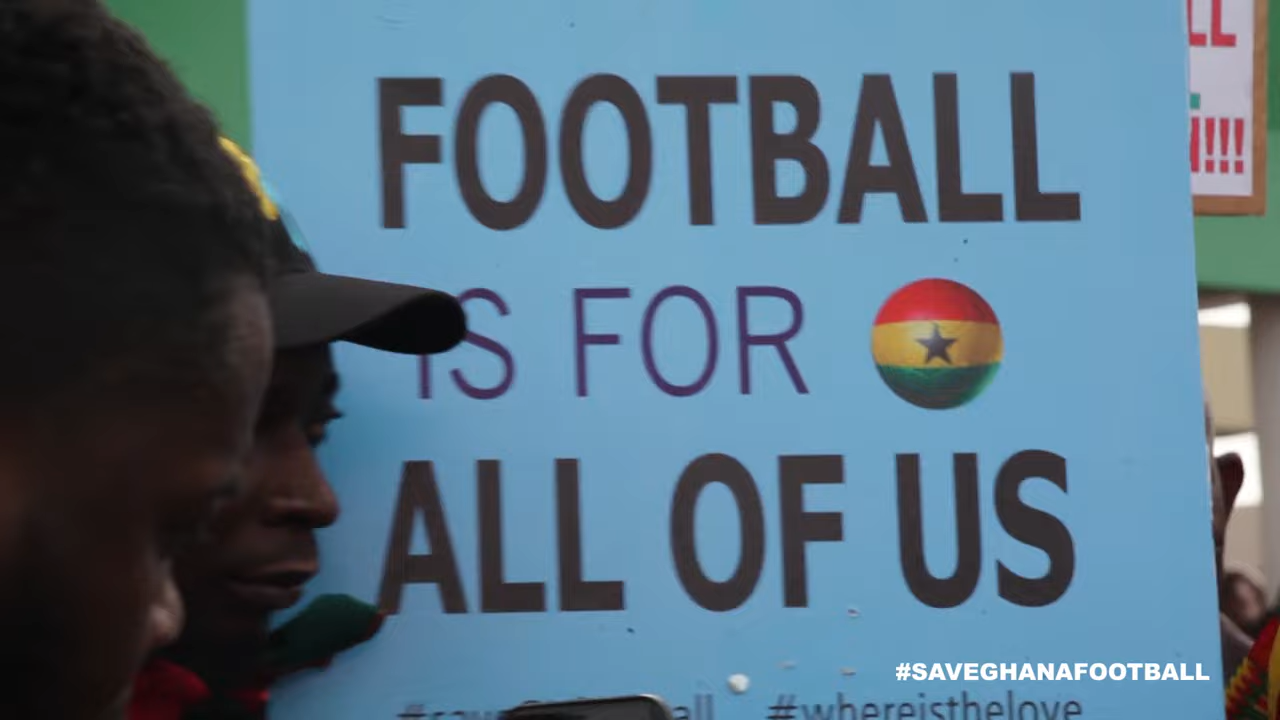 FOOTBALL
IS FOR
ALL OF US
#SAVEGHANAFOOTBALL
#whereisthelove